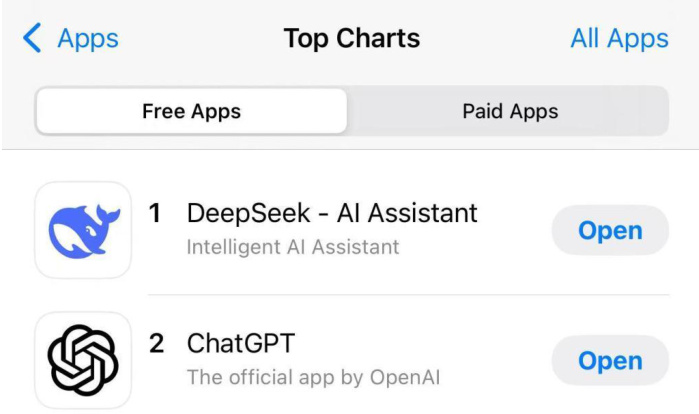 Apps Top Charts All Apps
Free Apps Paid Apps
1 DeepSeek - AI Assistant
Intelligent AI Assistant
Open
2 ChatGPT
The official app by OpenAI
Open